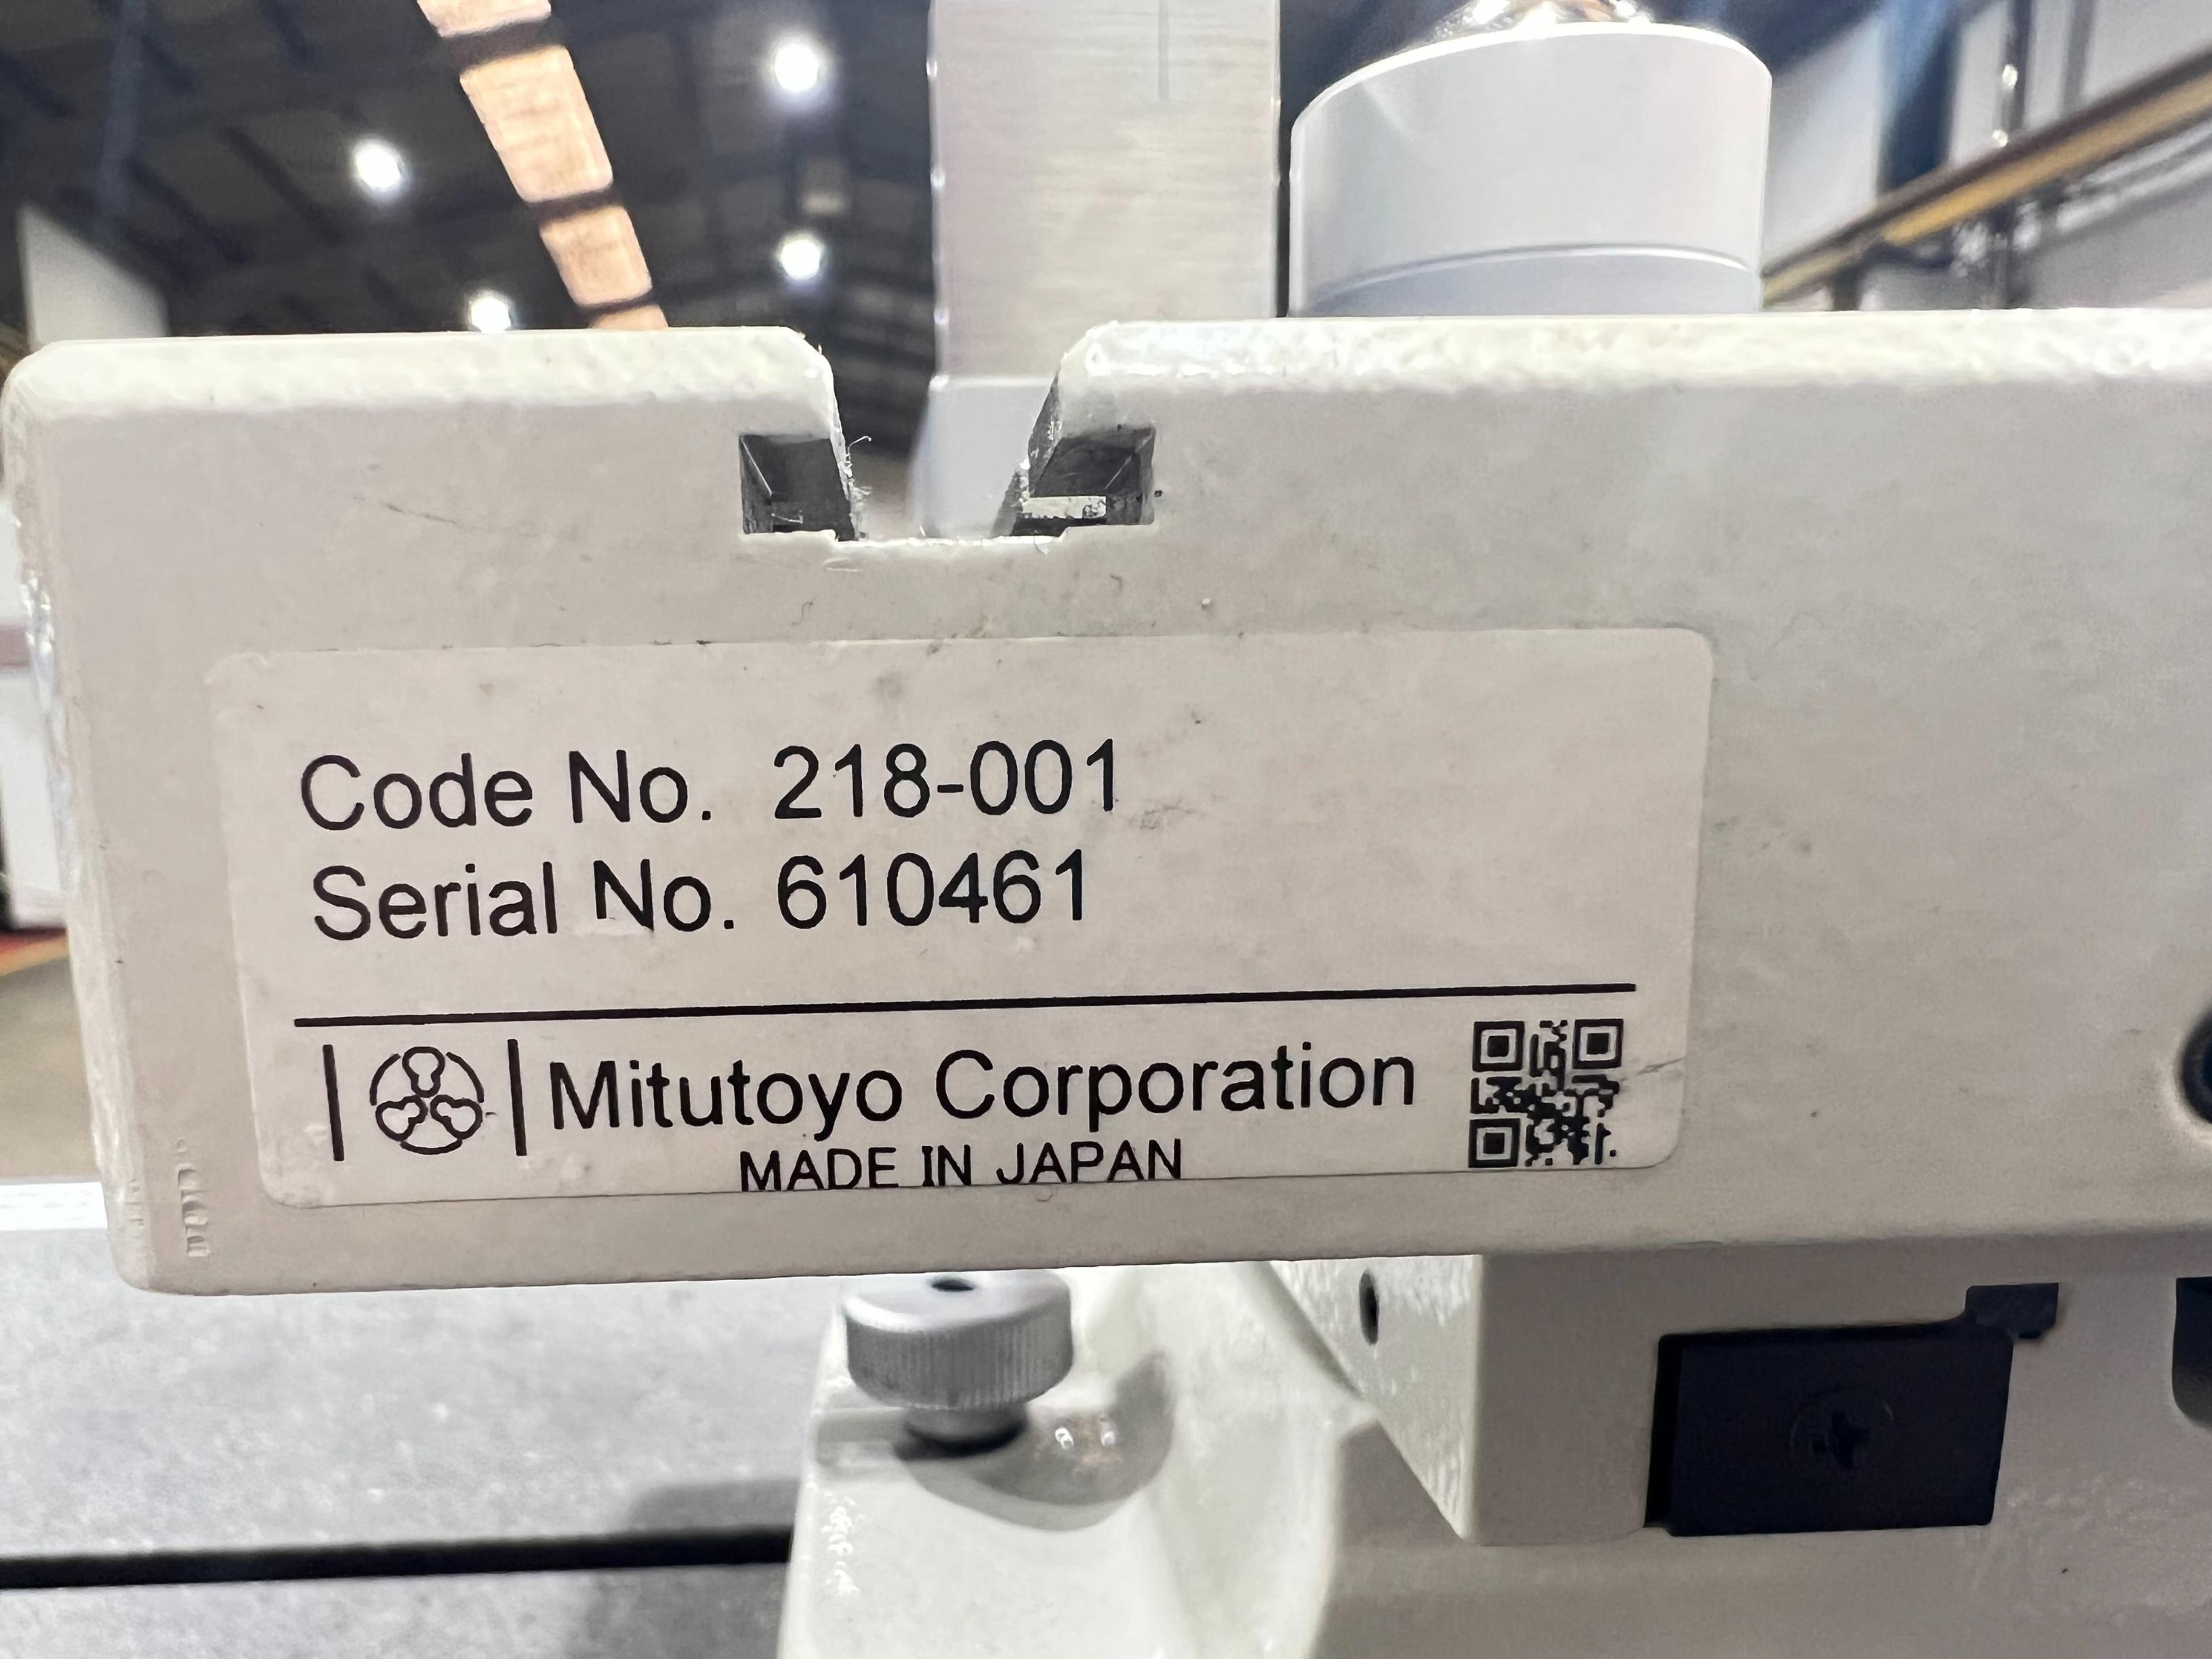 Code No. 218-001
Serial No. 610461
Mitutoyo Corporation
MADE IN JAPAN